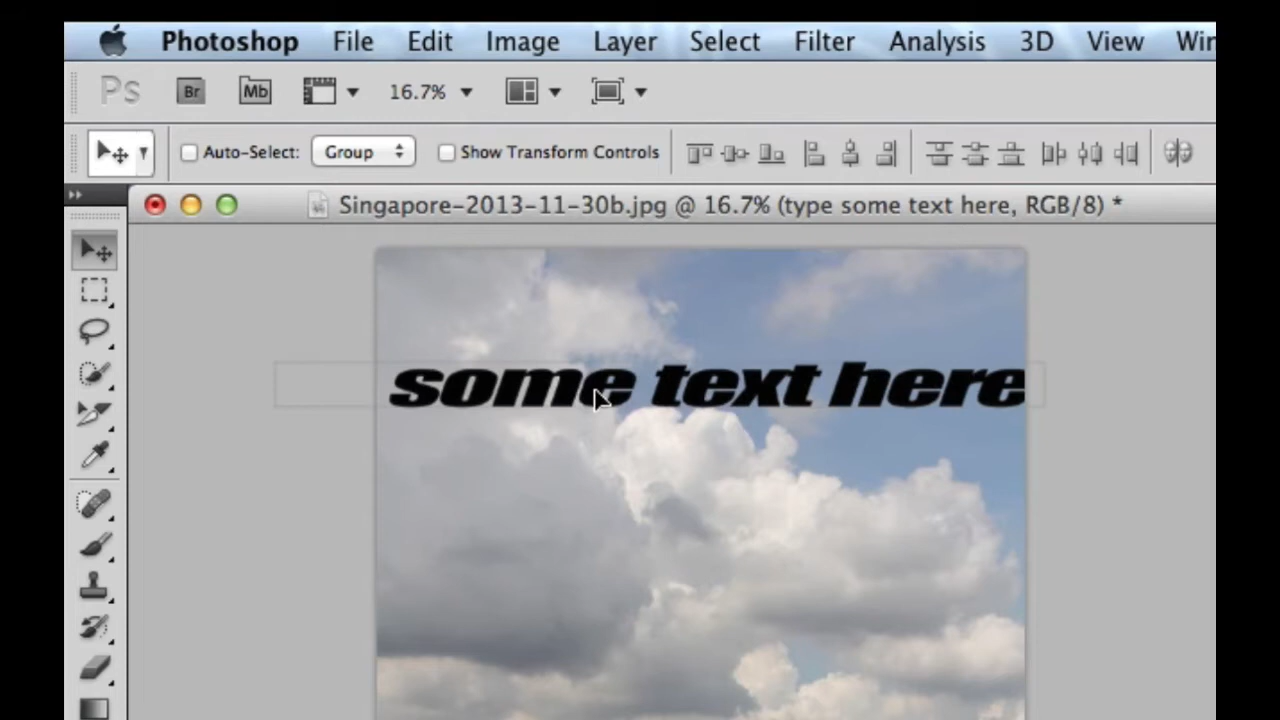 Photoshop File Edit Image Layer Select Filter Analysis 3D View
Ps Br Mb 16.7%
Auto-Select: Group Show Transform Controls
Singapore-2013-11-30b.jpg @ 16.7% (type some text here, RGB/8) *
some text here